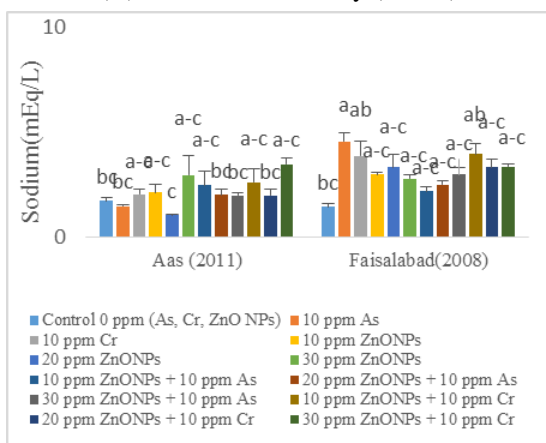 10
Sodium(mEq/L)
0
bc bc a-c a-c c a-c a-c bc bc a-c bc a-c
bc a ab a-c a-c a-c a-c a-c a-c ab a-c a-c
Aas (2011) Faisalabad(2008)
Control 0 ppm (As, Cr, ZnO NPs) 10 ppm As
10 ppm Cr 10 ppm ZnONPs
20 ppm ZnONPs 30 ppm ZnONPs
10 ppm ZnONPs + 10 ppm As 20 ppm ZnONPs + 10 ppm As
30 ppm ZnONPs + 10 ppm As 10 ppm ZnONPs + 10 ppm Cr
20 ppm ZnONPs + 10 ppm Cr 30 ppm ZnONPs + 10 ppm Cr